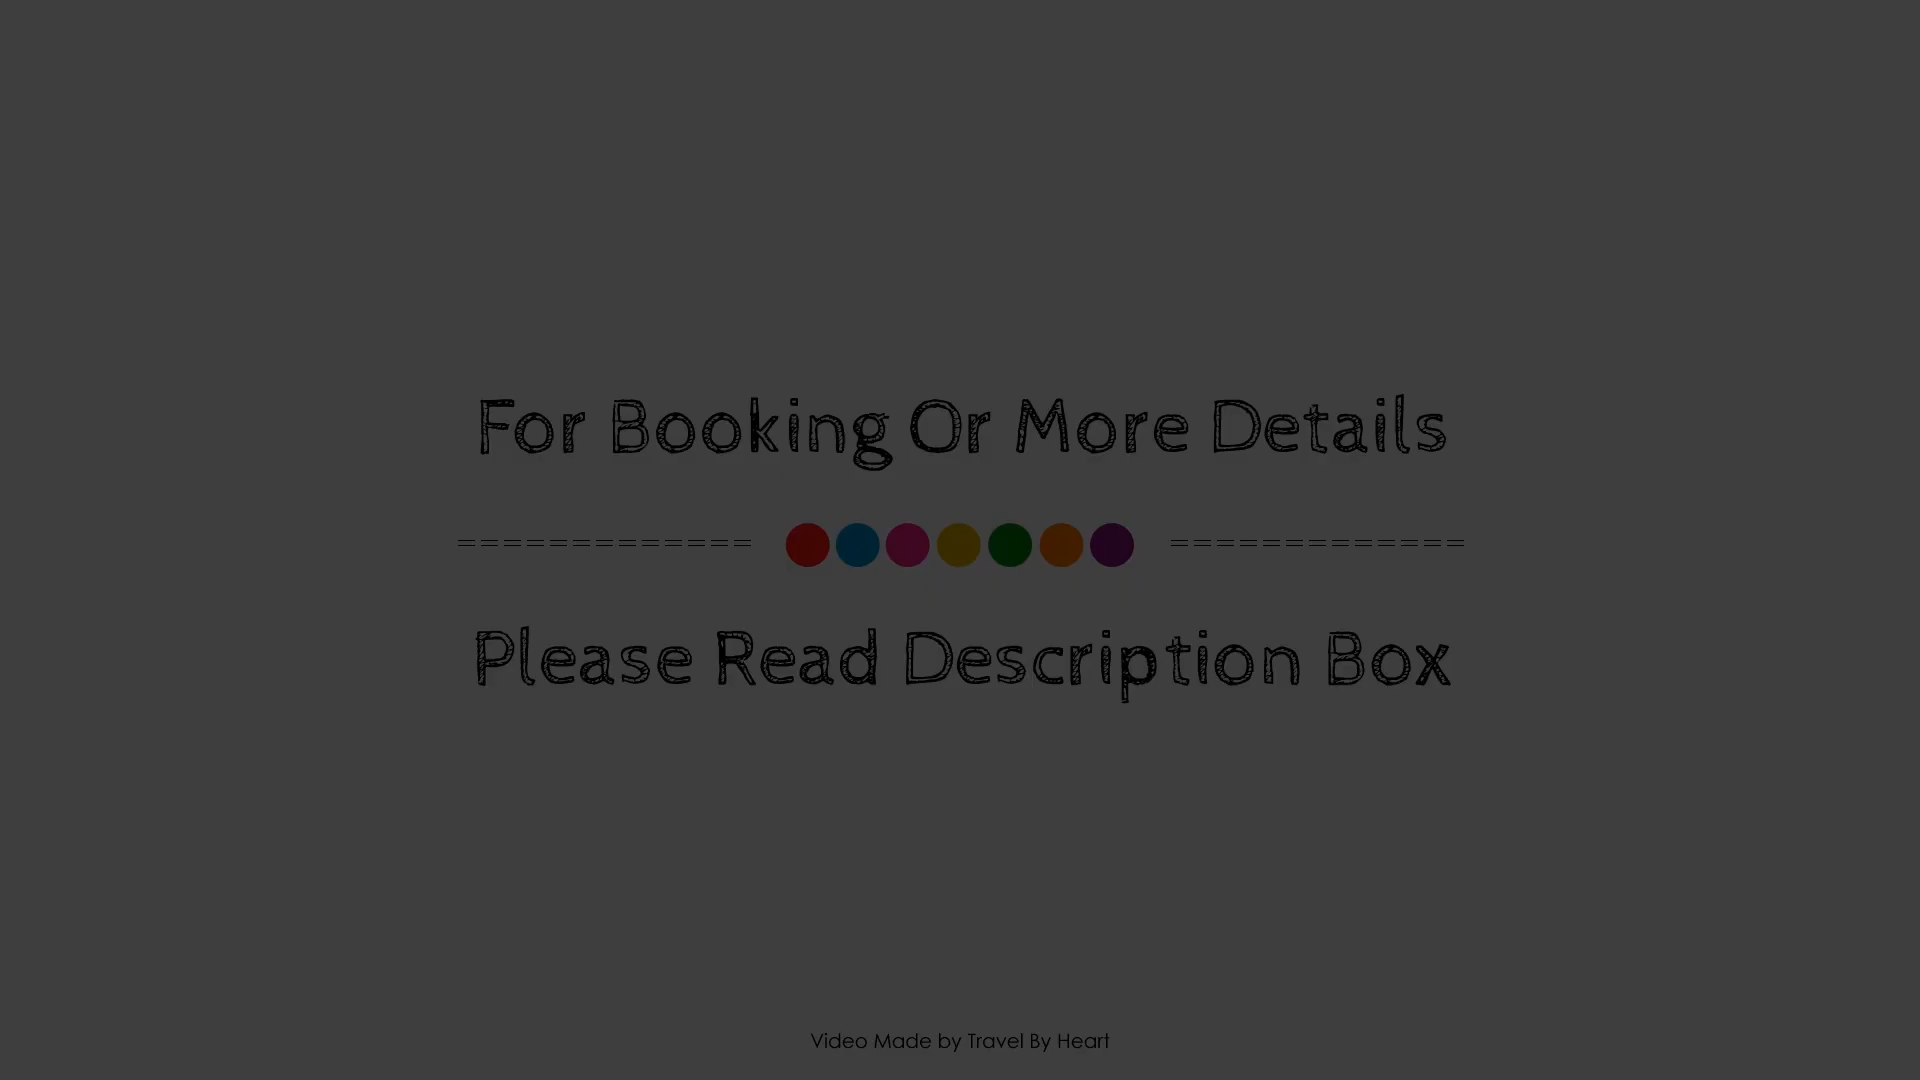 For Booking Or More Details
============= =============
Please Read Description Box
Video Made by Travel By Heart